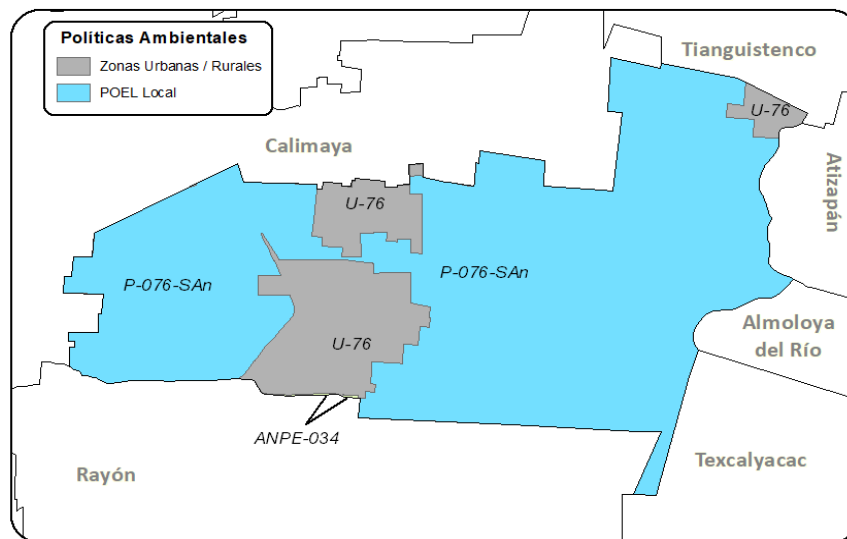 Políticas Ambientales
Zonas Urbanas / Rurales
POEL Local
Tianguistenco
U-76
Calimaya
Atizapán
U-76
P-076-SAn
P-076-SAn
Almoloya
del Río
U-76
ANPE-034
Rayón
Texcalyacac